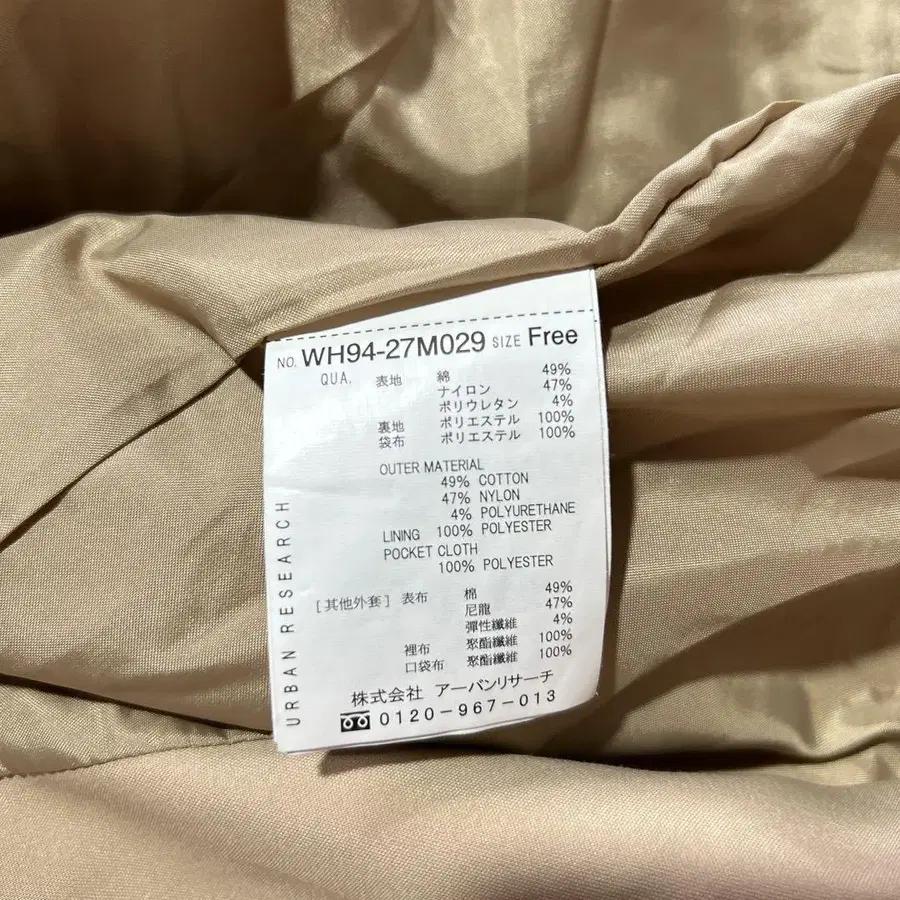 NO. WH94-27M029 SIZE Free
QUA. 表地 綿 49%
ナイロン 47%
ポリウレタン 4%
裏地 ポリエステル 100%
袋布 ポリエステル 100%
OUTER MATERIAL
49% COTTON
47% NYLON
4% POLYURETHANE
LINING 100% POLYESTER
POCKET CLOTH
100% POLYESTER
[其他外套] 表布 棉 49%
尼龍 47%
彈性纖維 4%
裡布 聚酯纖維 100%
口袋布 聚酯纖維 100%
株式会社 アーバンリサーチ
0120-967-013
URBAN RESEARCH